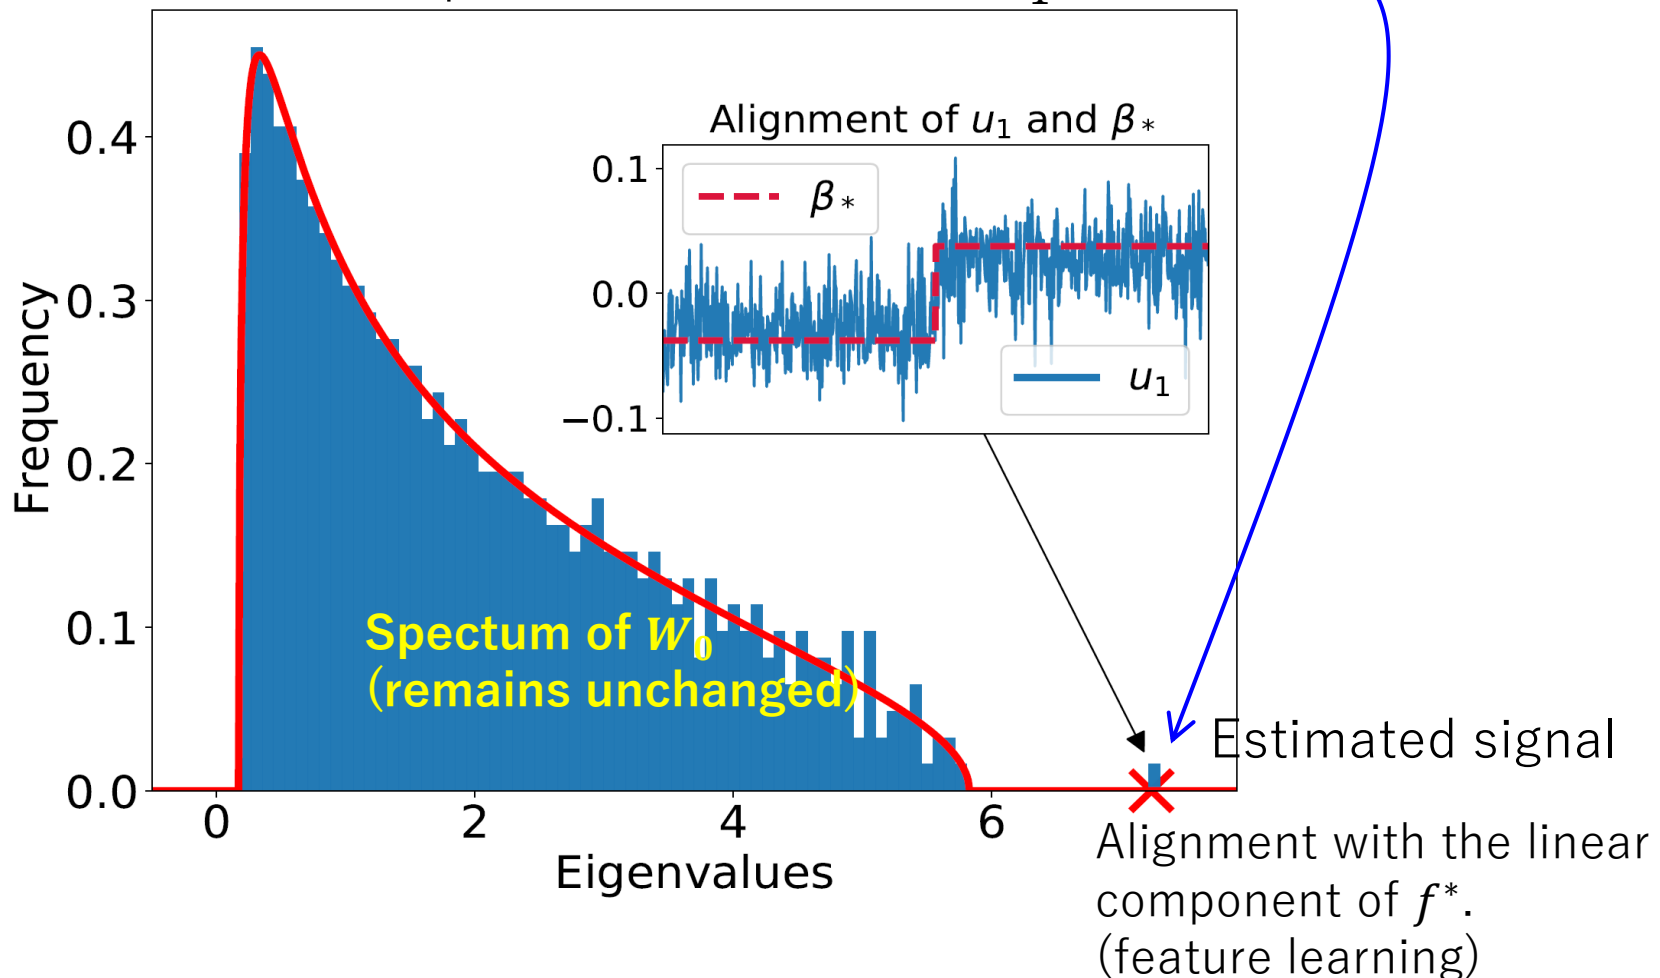 Alignment of u₁ and β*
0.1
0.0
−0.1
β*
u₁
Frequency
0.4
0.3
0.2
0.1
0.0
Spectum of W₀
(remains unchanged)
0 2 4 6
Eigenvalues
Estimated signal
Alignment with the linear
component of f*.
(feature learning)